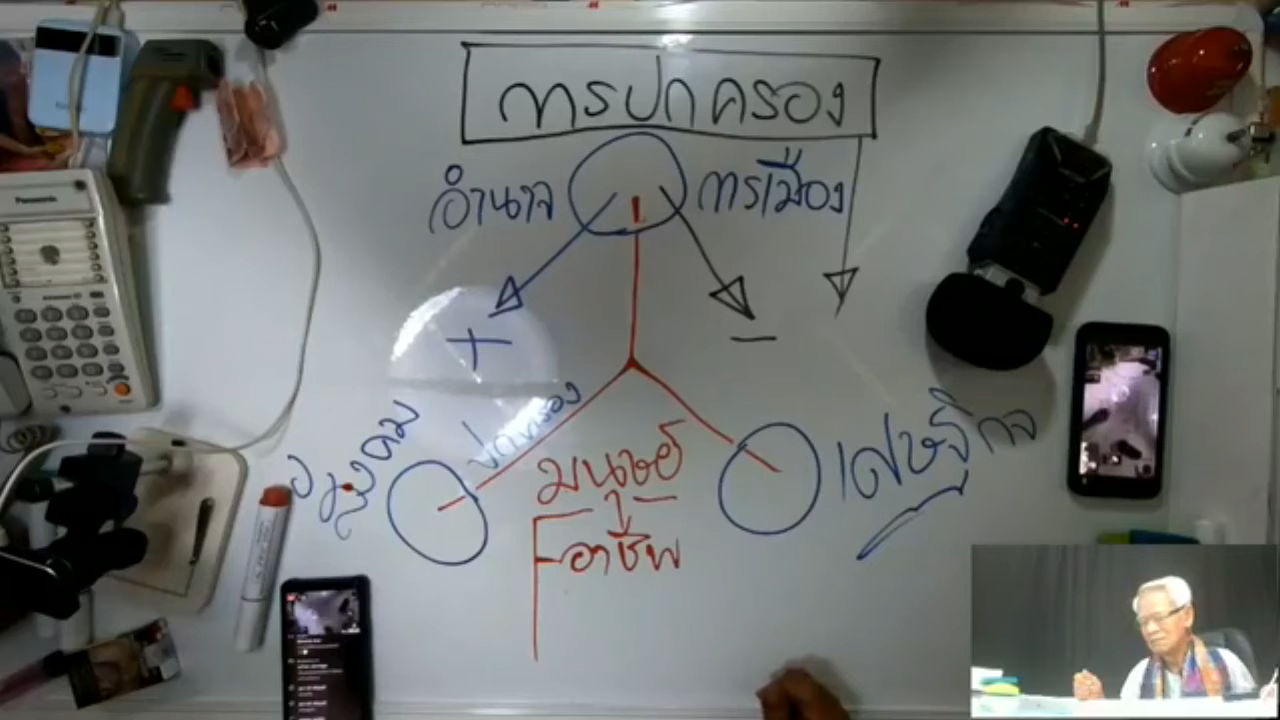 การปกครอง
อำนาจ การเมือง
+ -
สังคม ปกครอง
มนุษย์
เศรษฐกิจ
อาชีพ
Panasonic